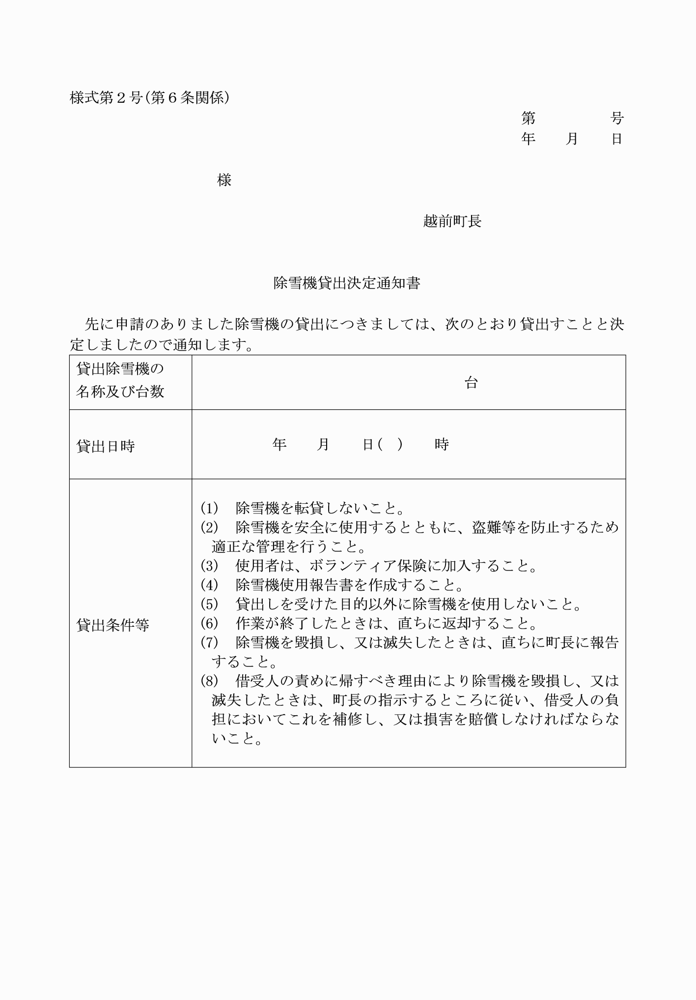 様式第２号（第６条関係）
第　　　　　号
年　　月　　日
様
越前町長
除雪機貸出決定通知書
　先に申請のありました除雪機の貸出につきましては、次のとおり貸出すことと決
定しましたので通知します。
貸出除雪機の
名称及び台数
台
貸出日時
年　　月　　日（　）　　時
貸出条件等
(1)　除雪機を転貸しないこと。
(2)　除雪機を安全に使用するとともに、盗難等を防止するため
適正な管理を行うこと。
(3)　使用者は、ボランティア保険に加入すること。
(4)　除雪機使用報告書を作成すること。
(5)　貸出しを受けた目的以外に除雪機を使用しないこと。
(6)　作業が終了したときは、直ちに返却すること。
(7)　除雪機を毀損し、又は滅失したときは、直ちに町長に報告
すること。
(8)　借受人の責めに帰すべき理由により除雪機を毀損し、又は
滅失したときは、町長の指示するところに従い、借受人の負
担においてこれを補修し、又は損害を賠償しなければならな
いこと。